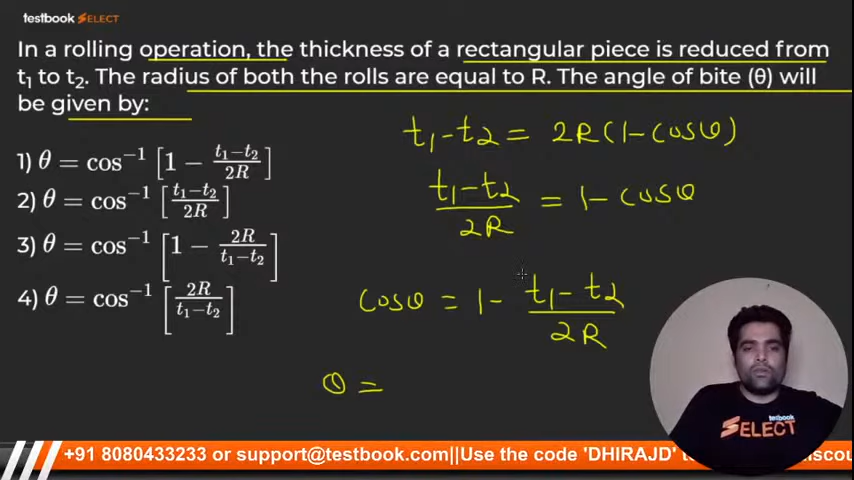 testbook SELECT
In a rolling operation, the thickness of a rectangular piece is reduced from
t₁ to t₂. The radius of both the rolls are equal to R. The angle of bite (θ) will
be given by:
1) θ = cos⁻¹ [1 − (t₁−t₂)/(2R)]
2) θ = cos⁻¹ [(t₁−t₂)/(2R)]
3) θ = cos⁻¹ [1 − (2R)/(t₁−t₂)]
4) θ = cos⁻¹ [(2R)/(t₁−t₂)]
t₁−t₂ = 2R(1−cosθ)
(t₁−t₂)/(2R) = 1−cosθ
cosθ = 1− (t₁−t₂)/(2R)
θ =
testbook
SELECT
+91 8080433233 or support@testbook.com||Use the code 'DHIRAJD'